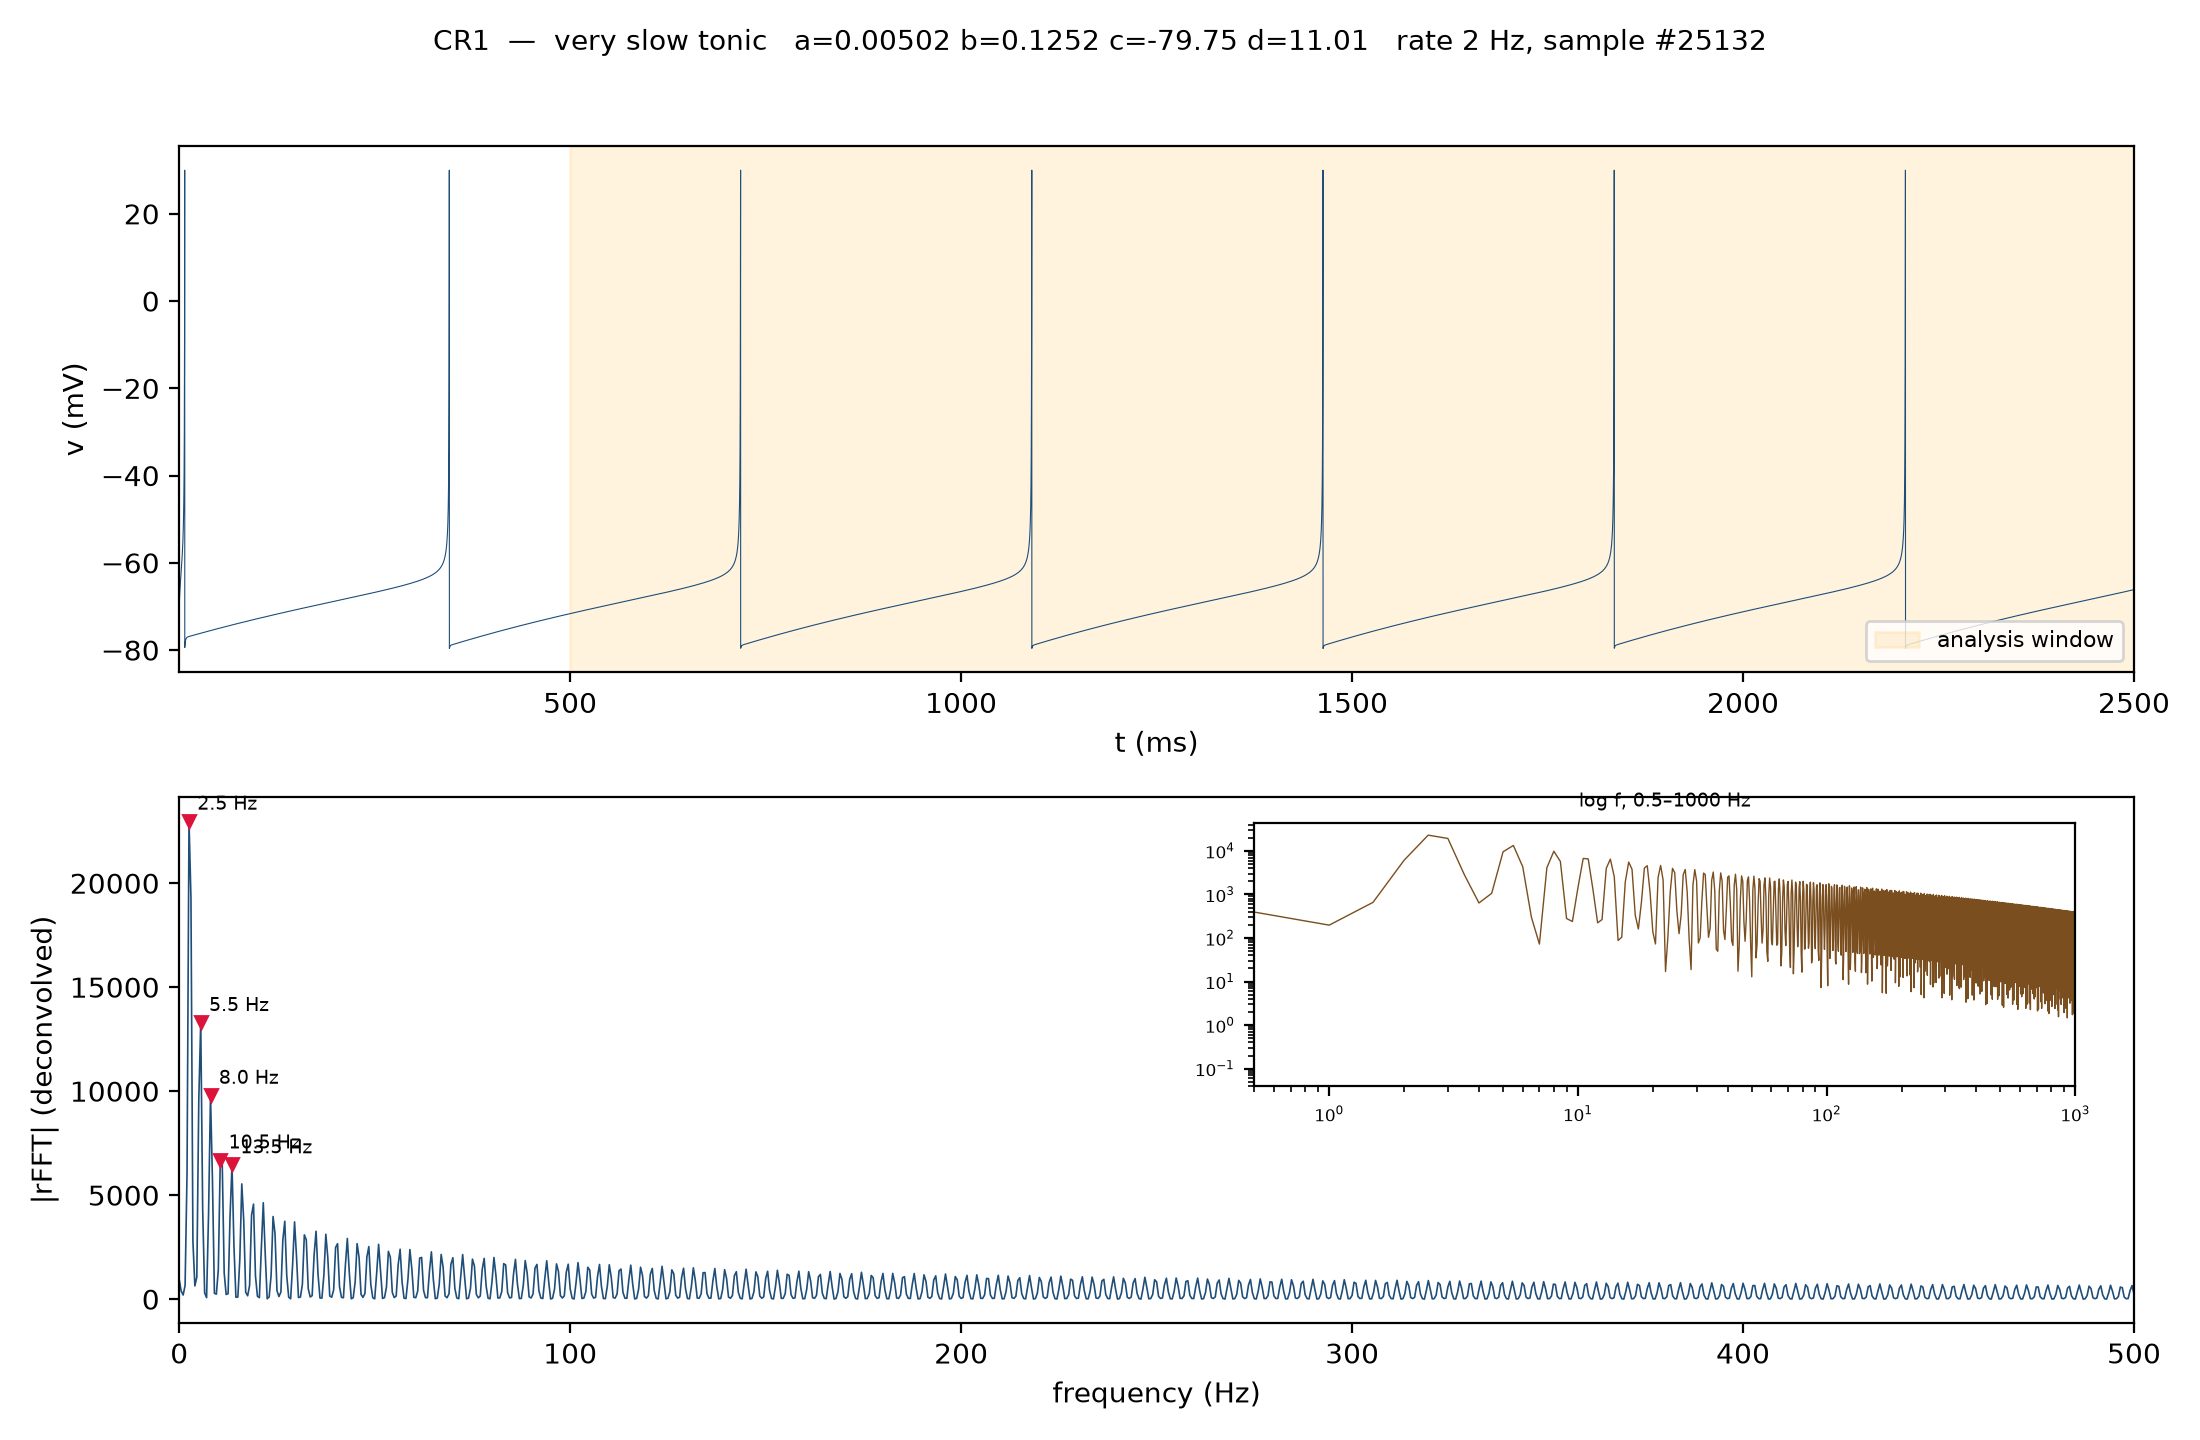 CR1 — very slow tonic a=0.00502 b=0.1252 c=-79.75 d=11.01 rate 2 Hz, sample #25132
20
0
−20
−40
−60
−80
v (mV)
analysis window
500
1000
1500
2000
2500
t (ms)
2.5 Hz
5.5 Hz
8.0 Hz
10.5 Hz
13.5 Hz
20000
15000
10000
5000
0
|rFFT| (deconvolved)
log f, 0.5–1000 Hz
10⁴
10³
10²
10¹
10⁰
10⁻¹
10⁰
10¹
10²
10³
0
100
200
300
400
500
frequency (Hz)